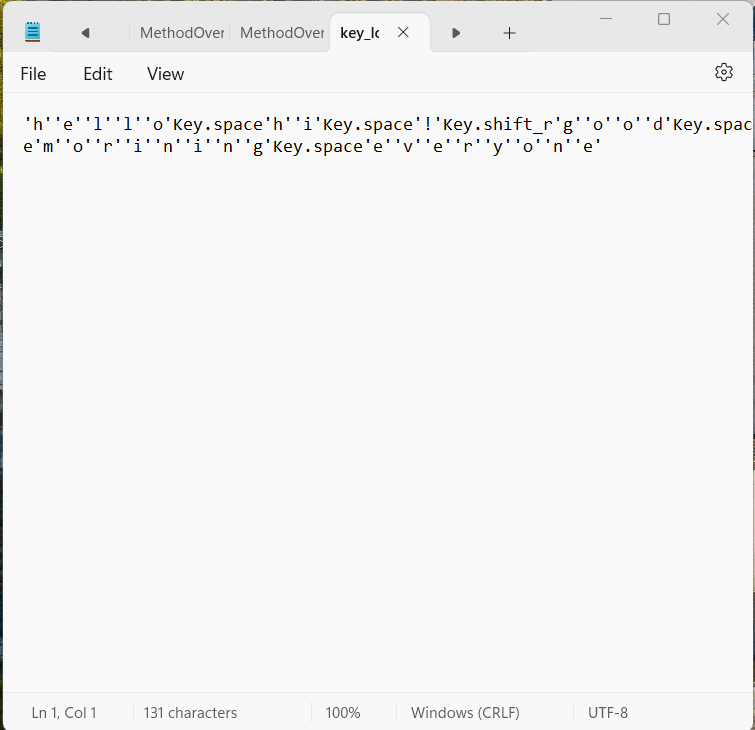 MethodOver MethodOver key_lo
File Edit View
'h''e''l''l''o'Key.space'h''i'Key.space'!'Key.shift_r'g''o''o''d'Key.spac
e'm''o''r''i''n''i''n''g'Key.space'e''v''e''r''y''o''n''e'
Ln 1, Col 1 131 characters 100% Windows (CRLF) UTF-8